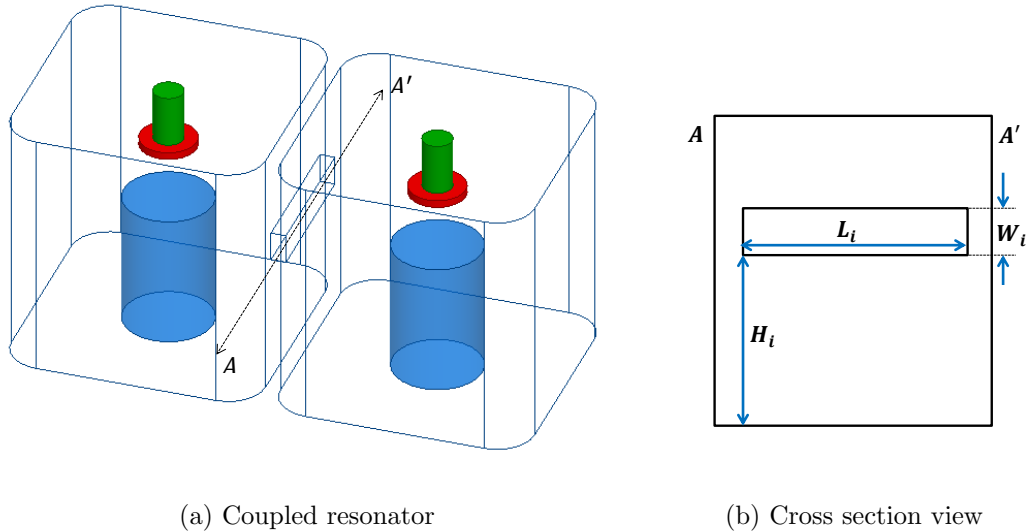 A′
A
(a) Coupled resonator
A
A′
L_i
W_i
H_i
(b) Cross section view